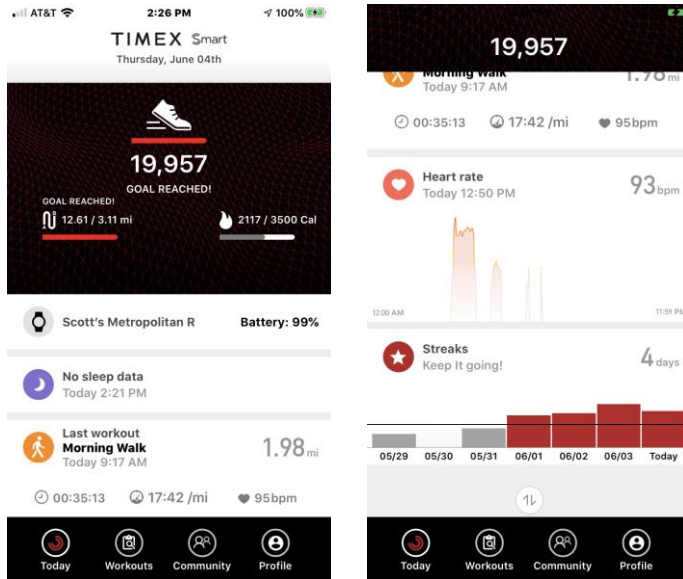 AT&T
2:26 PM
100%
TIMEX Smart
Thursday, June 04th
19,957
GOAL REACHED!
GOAL REACHED!
12.61 / 3.11 mi
2117 / 3500 Cal
Scott's Metropolitan R
Battery: 99%
No sleep data
Today 2:21 PM
Last workout
Morning Walk
Today 9:17 AM
1.98 mi
00:35:13
17:42 /mi
95bpm
Today
Workouts
Community
Profile
19,957
Morning Walk
Today 9:17 AM
1.98 mi
00:35:13
17:42 /mi
95bpm
Heart rate
Today 12:50 PM
93 bpm
12:00 AM
11:59 PM
Streaks
Keep It going!
4 days
05/29 05/30 05/31 06/01 06/02 06/03 Today
Today
Workouts
Community
Profile